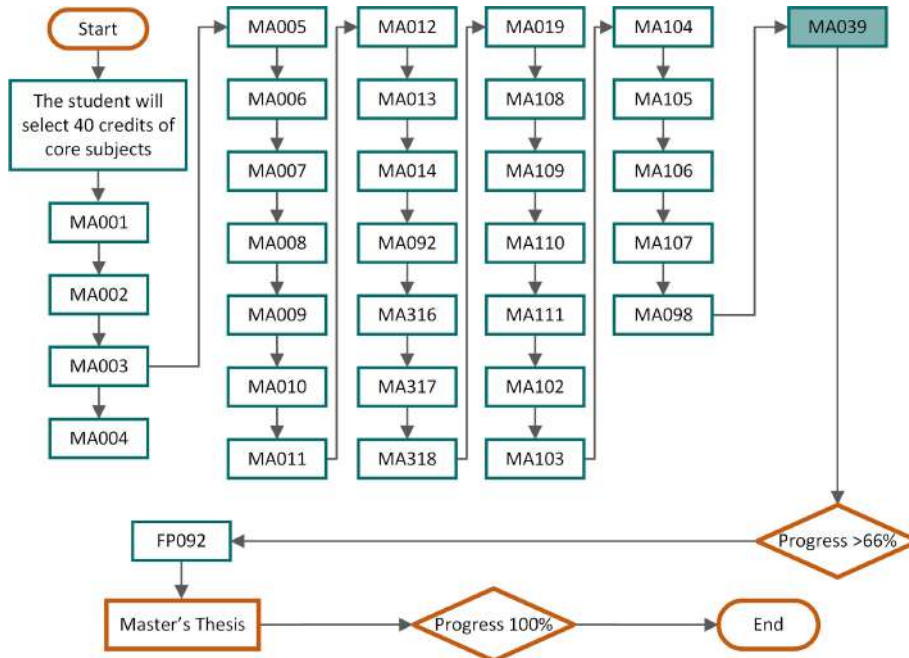 Start
The student will
select 40 credits of
core subjects
MA001
MA002
MA003
MA004
MA005
MA006
MA007
MA008
MA009
MA010
MA011
MA012
MA013
MA014
MA092
MA316
MA317
MA318
MA019
MA108
MA109
MA110
MA111
MA102
MA103
MA104
MA105
MA106
MA107
MA098
MA039
Progress >66%
FP092
Master's Thesis
Progress 100%
End